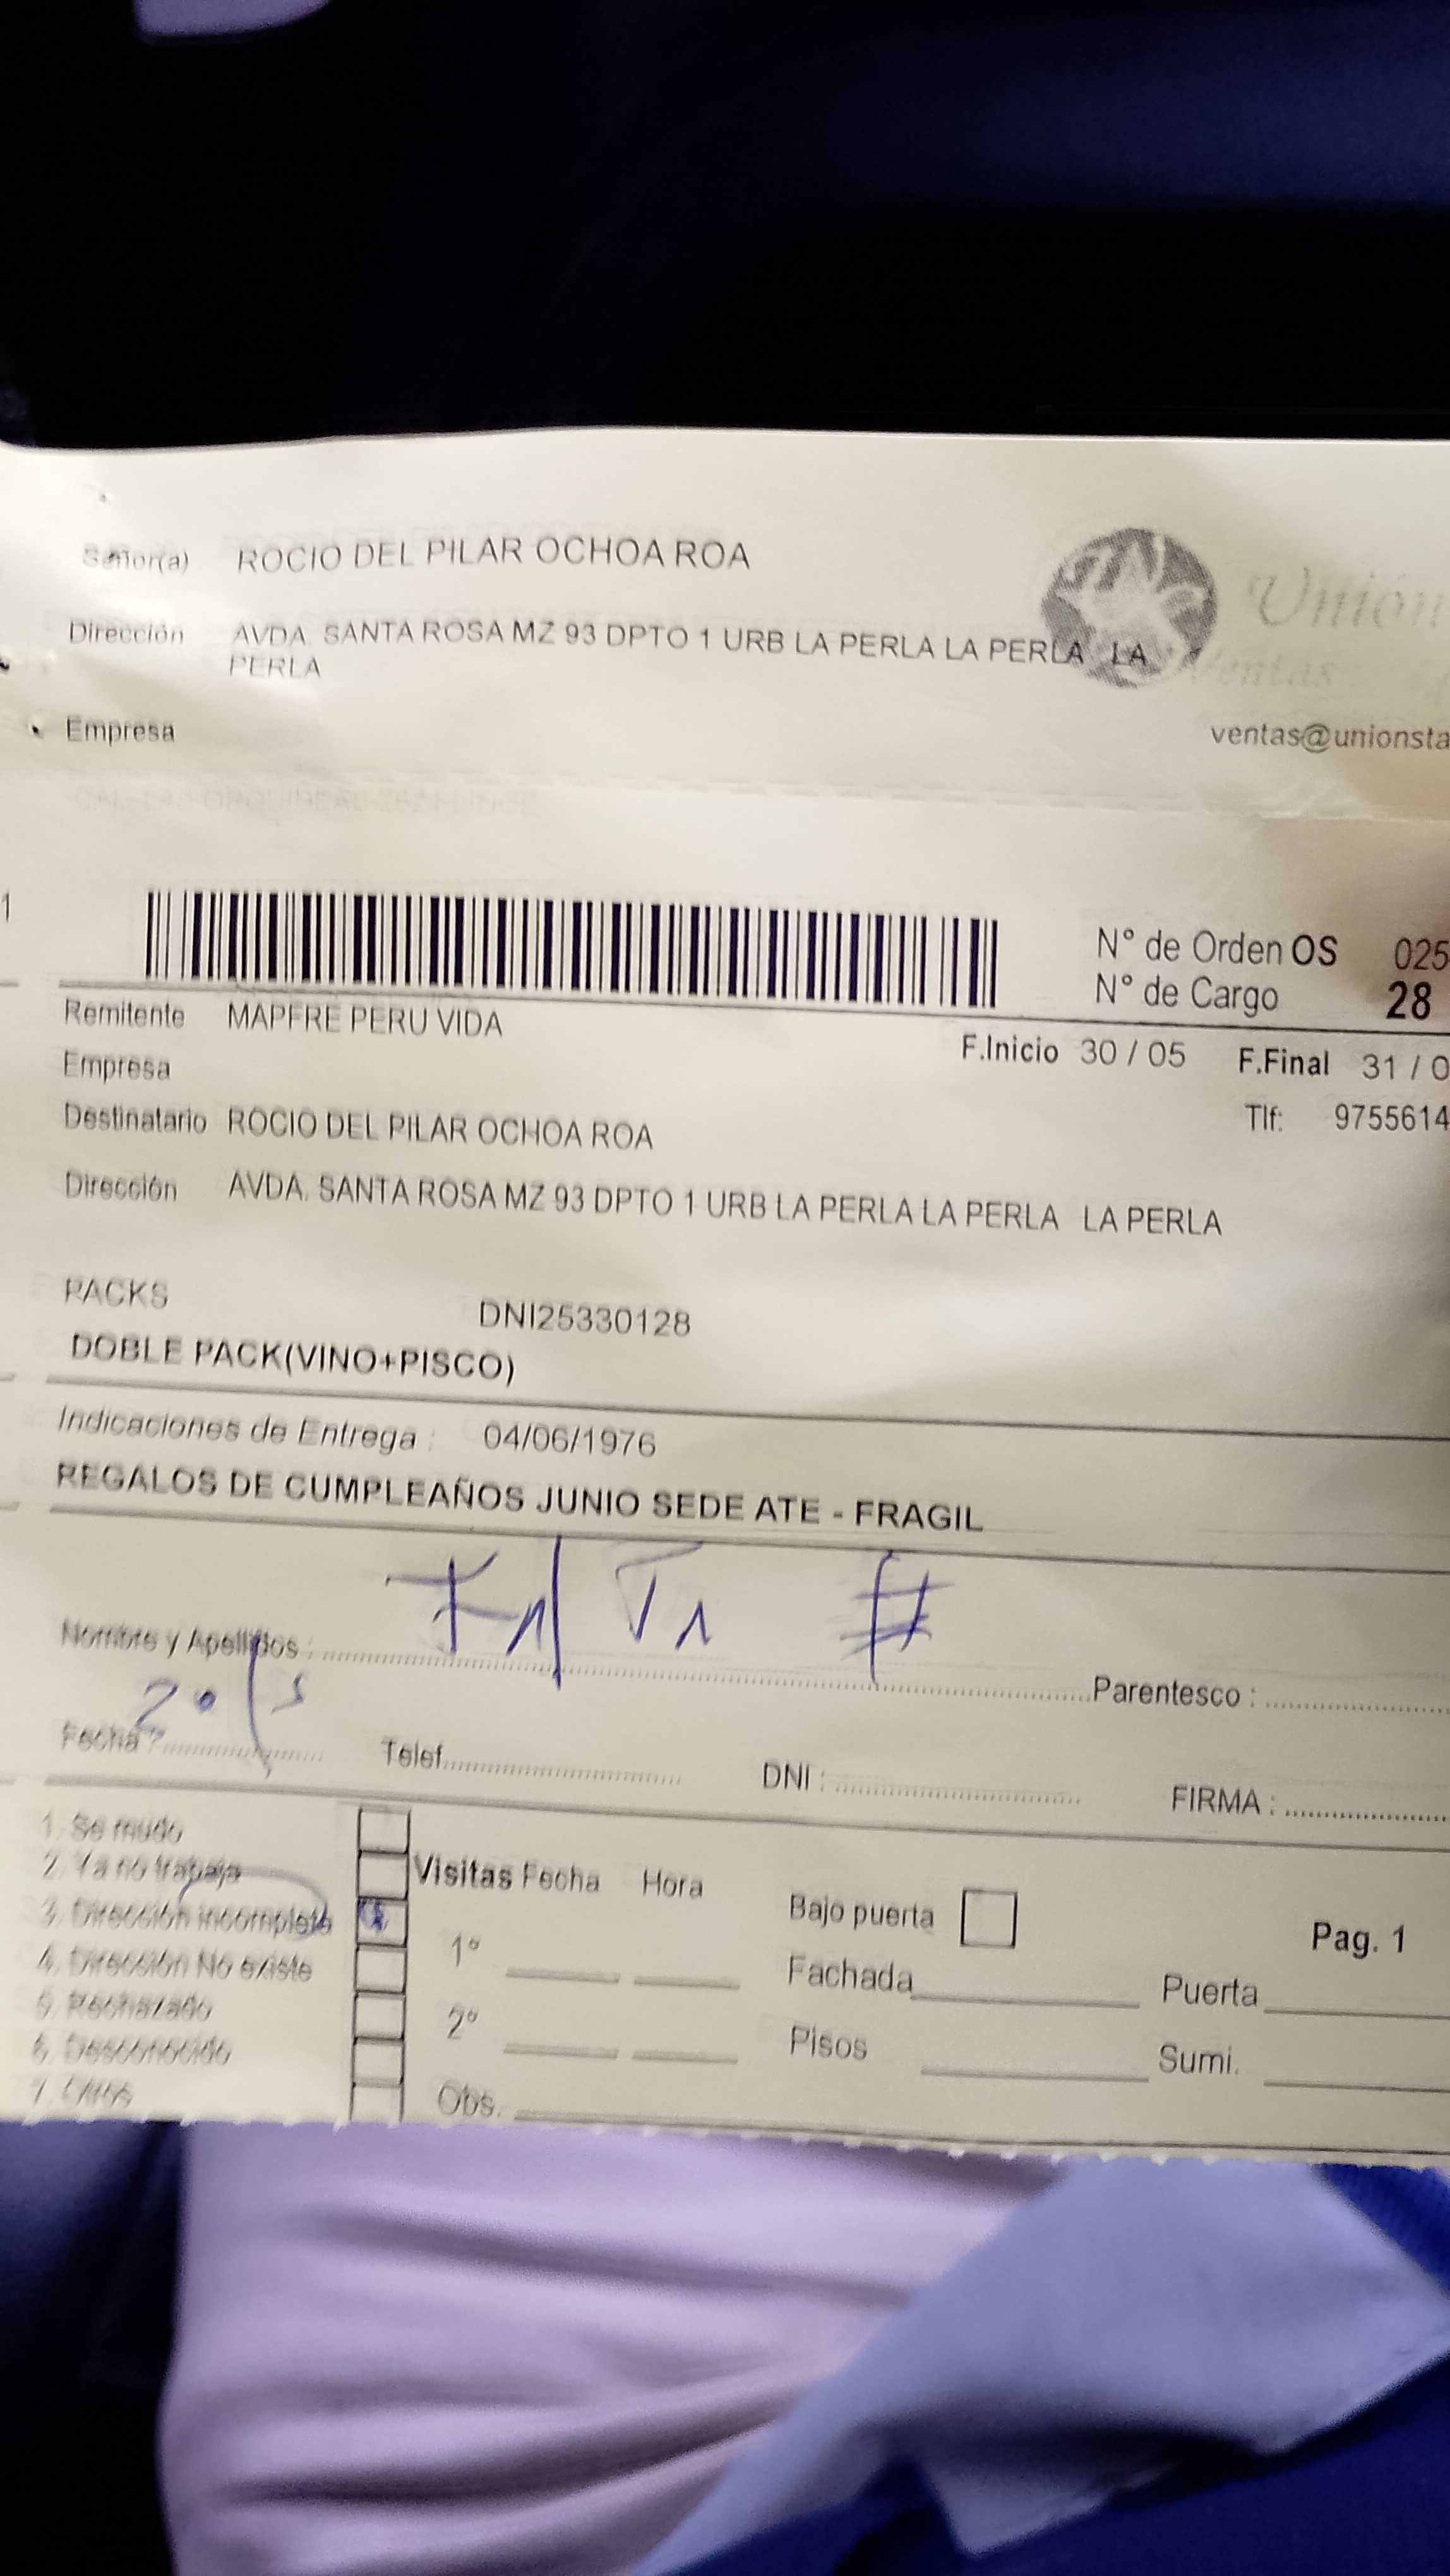 Señor(a) ROCIO DEL PILAR OCHOA ROA
Dirección AVDA. SANTA ROSA MZ 93 DPTO 1 URB LA PERLA LA PERLA LA
PERLA
Unión
Ventas
Empresa
ventas@unionsta
1
N° de Orden OS 025
N° de Cargo 28
Remitente MAPFRE PERU VIDA
F.Inicio 30 / 05 F.Final 31 / 0
Empresa
Tlf: 9755614
Destinatario ROCIO DEL PILAR OCHOA ROA
Dirección AVDA. SANTA ROSA MZ 93 DPTO 1 URB LA PERLA LA PERLA LA PERLA
PACKS DNI25330128
DOBLE PACK(VINO+PISCO)
Indicaciones de Entrega : 04/06/1976
REGALOS DE CUMPLEAÑOS JUNIO SEDE ATE - FRAGIL
Nombre y Apellidos : Parentesco :
Fecha Telef. DNI : FIRMA :
1. Se mudo
2. Ya no trabaja
3. Dirección incompleta
4. Dirección No existe
5. Rechazado
6. Desconocido
7. Otros
Visitas Fecha Hora
1°
2°
Obs.
Bajo puerta
Fachada Puerta
Pisos Sumi.
Pag. 1